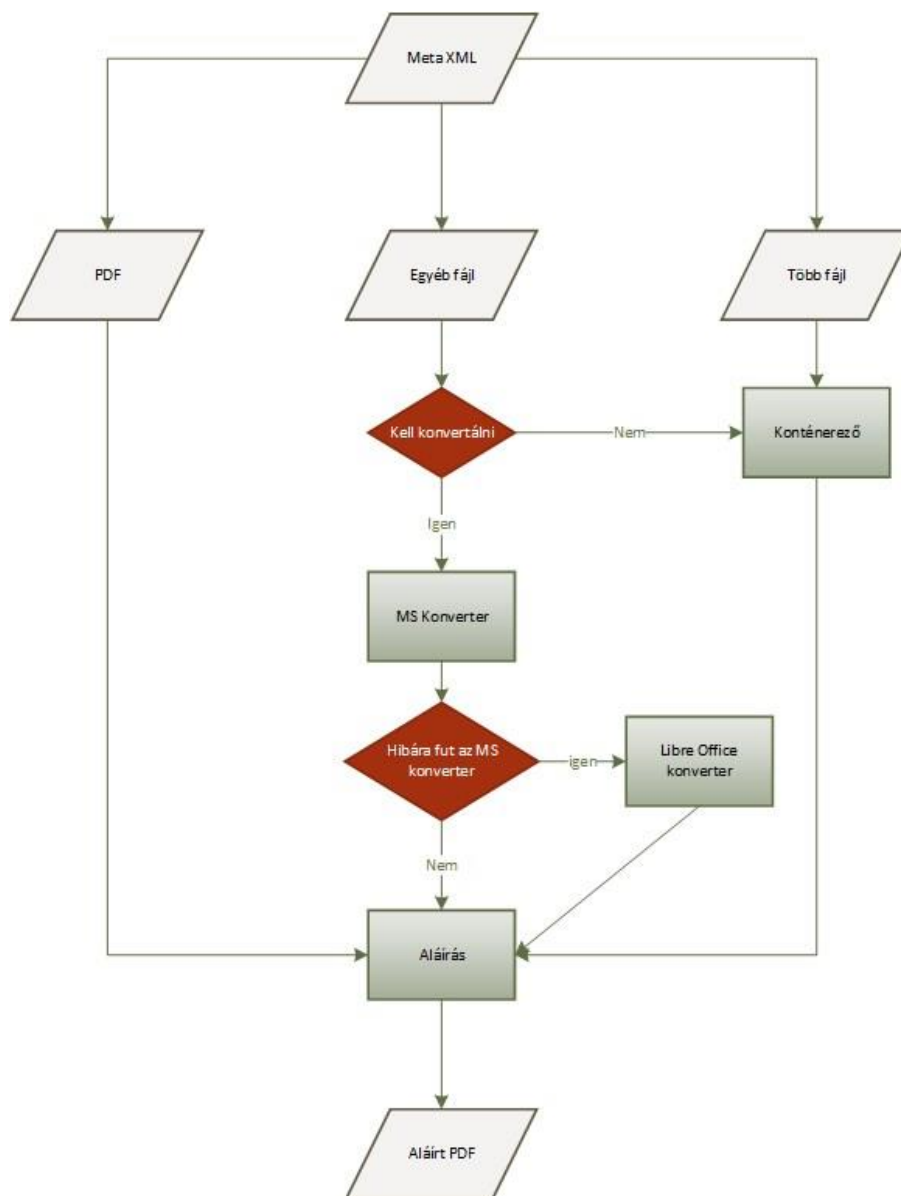 Meta XML
PDF
Egyéb fájl
Több fájl
Kell konvertálni
Nem
Konténerező
Igen
MS Konverter
Hibára fut az MS
konverter
igen
Libre Office
konverter
Nem
Aláírás
Aláírt PDF